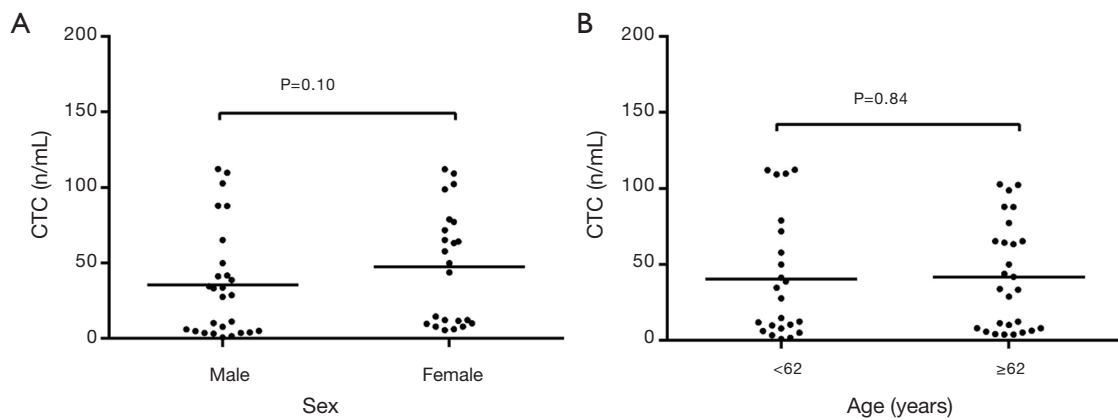 A
200
150
100
50
0
CTC (n/mL)
P=0.10
Male Female
Sex
B
200
150
100
50
0
CTC (n/mL)
P=0.84
<62 ≥62
Age (years)